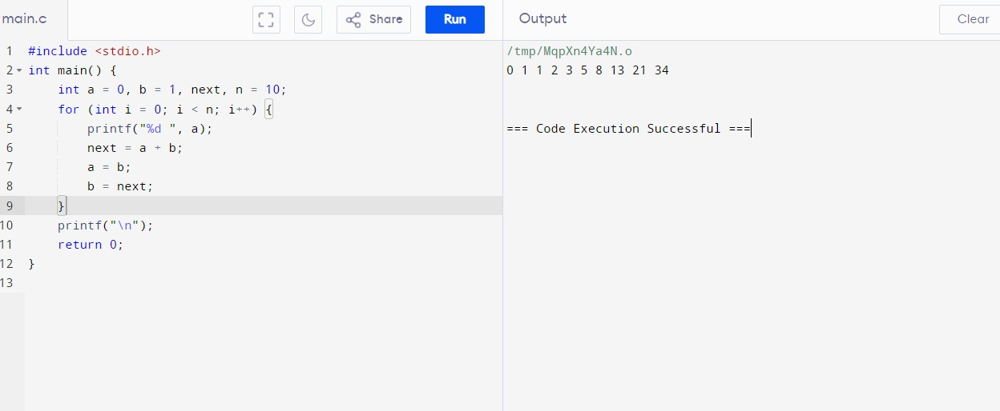 main.c Share Run Output Clear
1 #include <stdio.h>
2 int main() {
3     int a = 0, b = 1, next, n = 10;
4     for (int i = 0; i < n; i++) {
5         printf("%d ", a);
6         next = a + b;
7         a = b;
8         b = next;
9     }
10     printf("\n");
11     return 0;
12 }
13
/tmp/MqpXn4Ya4N.o
0 1 1 2 3 5 8 13 21 34
=== Code Execution Successful ===